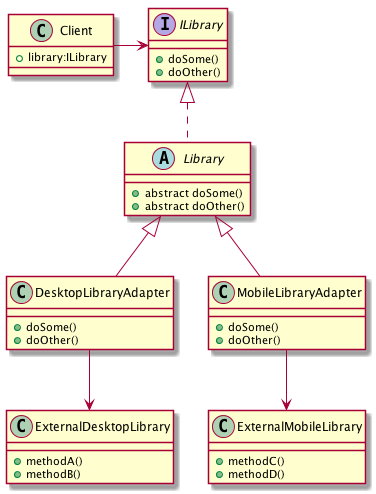 C Client
library:ILibrary
I ILibrary
doSome()
doOther()
A Library
abstract doSome()
abstract doOther()
C DesktopLibraryAdapter
doSome()
doOther()
C MobileLibraryAdapter
doSome()
doOther()
C ExternalDesktopLibrary
methodA()
methodB()
C ExternalMobileLibrary
methodC()
methodD()